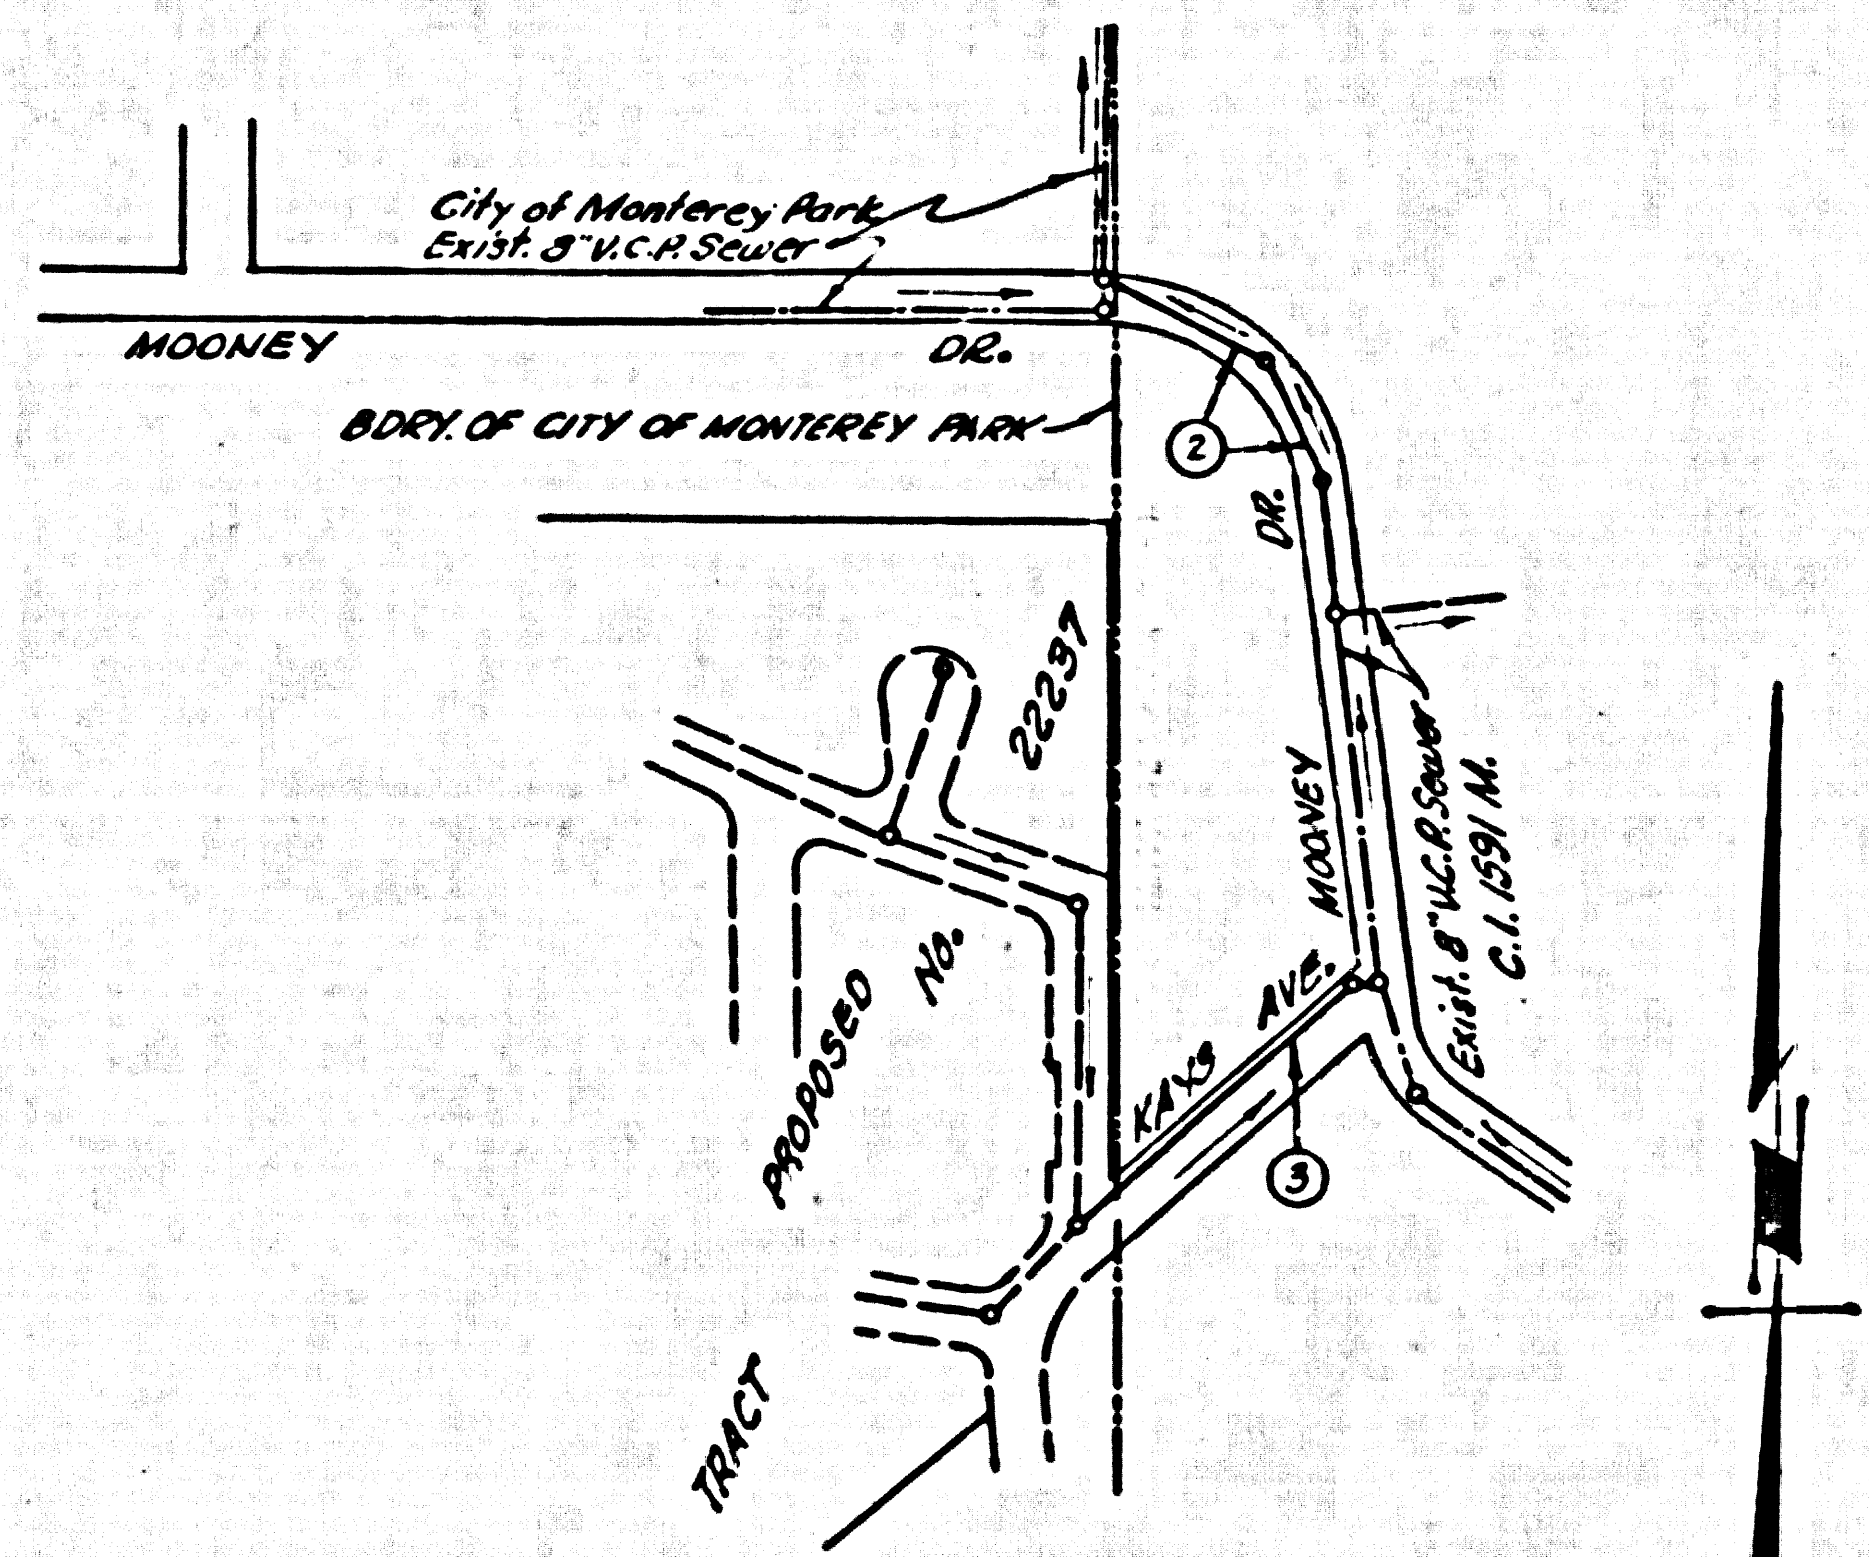 City of Monterey Park
Exist. 8" V.C.P. Sewer
MOONEY DR.
BDRY. OF CITY OF MONTEREY PARK
2
DR.
MOONEY
22237
No.
PROPOSED
TRACT
KAYS AVE.
3
Exist. 8" V.C.P. Sewer
C.I. 1591 M.
N